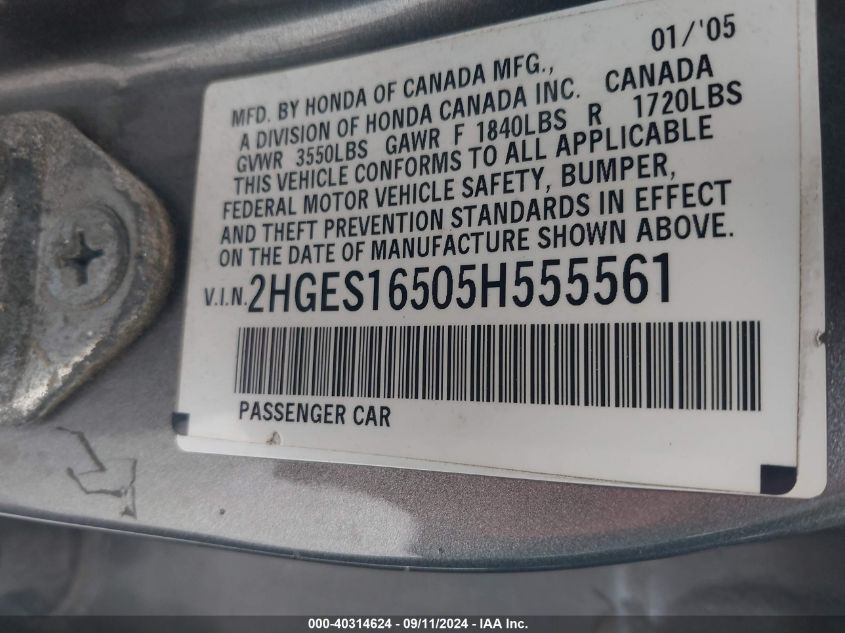 01/'05
MFD. BY HONDA OF CANADA MFG.,
A DIVISION OF HONDA CANADA INC. CANADA
GVWR 3550LBS GAWR F 1840LBS R 1720LBS
THIS VEHICLE CONFORMS TO ALL APPLICABLE
FEDERAL MOTOR VEHICLE SAFETY, BUMPER,
AND THEFT PREVENTION STANDARDS IN EFFECT
ON THE DATE OF MANUFACTURE SHOWN ABOVE.
V.I.N. 2HGES16505H555561
PASSENGER CAR
000-40314624 - 09/11/2024 - IAA Inc.